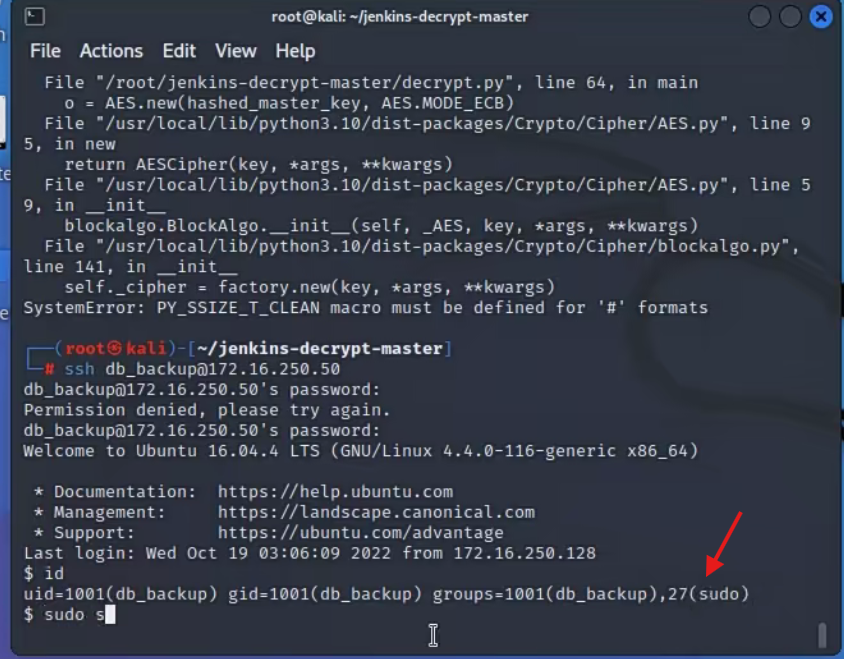 root@kali: ~/jenkins-decrypt-master
File Actions Edit View Help
File "/root/jenkins-decrypt-master/decrypt.py", line 64, in main
o = AES.new(hashed_master_key, AES.MODE_ECB)
File "/usr/local/lib/python3.10/dist-packages/Crypto/Cipher/AES.py", line 9
5, in new
return AESCipher(key, *args, **kwargs)
File "/usr/local/lib/python3.10/dist-packages/Crypto/Cipher/AES.py", line 5
9, in __init__
blockalgo.BlockAlgo.__init__(self, _AES, key, *args, **kwargs)
File "/usr/local/lib/python3.10/dist-packages/Crypto/Cipher/blockalgo.py",
line 141, in __init__
self._cipher = factory.new(key, *args, **kwargs)
SystemError: PY_SSIZE_T_CLEAN macro must be defined for '#' formats
┌──(root㉿kali)-[~/jenkins-decrypt-master]
└─# ssh db_backup@172.16.250.50
db_backup@172.16.250.50's password:
Permission denied, please try again.
db_backup@172.16.250.50's password:
Welcome to Ubuntu 16.04.4 LTS (GNU/Linux 4.4.0-116-generic x86_64)
* Documentation: https://help.ubuntu.com
* Management: https://landscape.canonical.com
* Support: https://ubuntu.com/advantage
Last login: Wed Oct 19 03:06:09 2022 from 172.16.250.128
$ id
uid=1001(db_backup) gid=1001(db_backup) groups=1001(db_backup),27(sudo)
$ sudo s